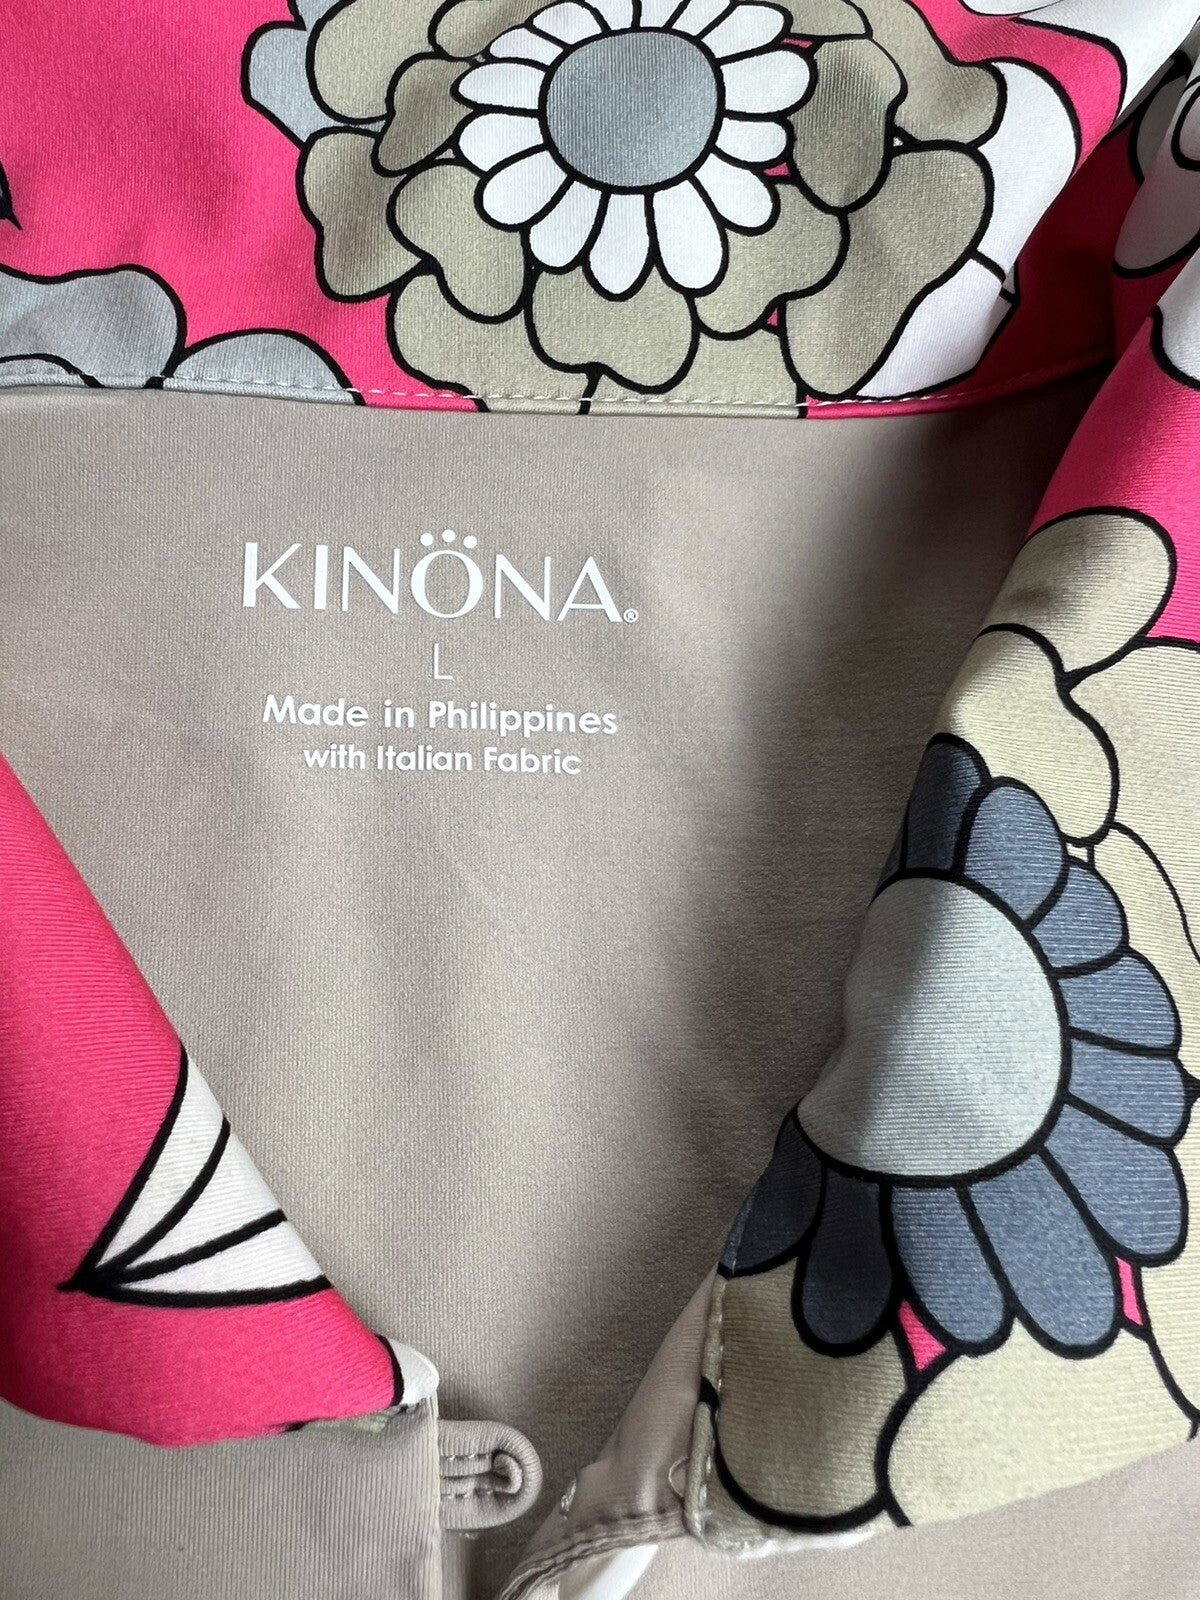 KINÖNA®
L
Made in Philippines
with Italian Fabric